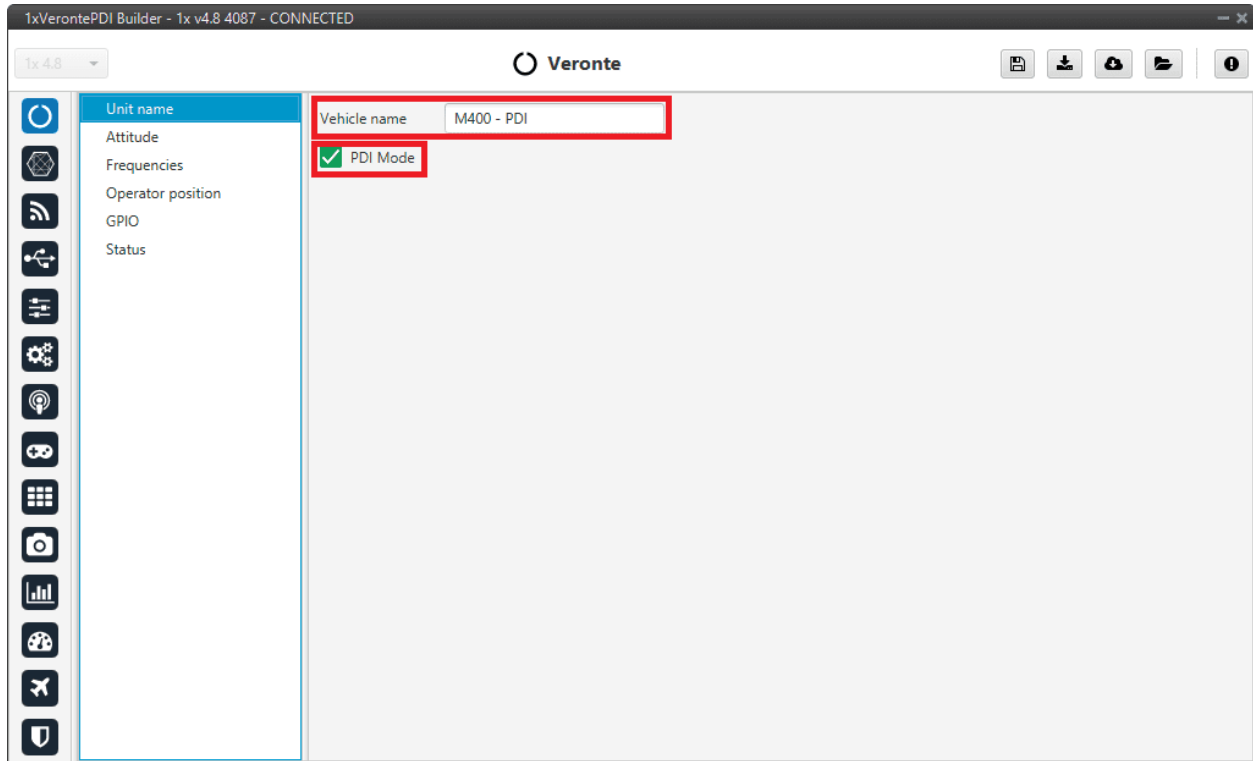 1xVerontePDI Builder - 1x v4.8 4087 - CONNECTED
1x 4.8
Veronte
Unit name
Attitude
Frequencies
Operator position
GPIO
Status
Vehicle name M400 - PDI
PDI Mode